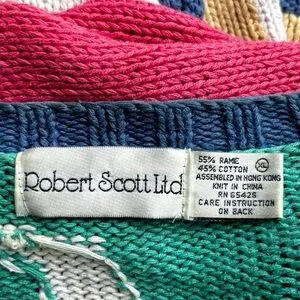 Robert Scott Ltd
55% RAMIE
45% COTTON
XL
ASSEMBLED IN HONG KONG
KNIT IN CHINA
RN 65426
CARE INSTRUCTION
ON BACK